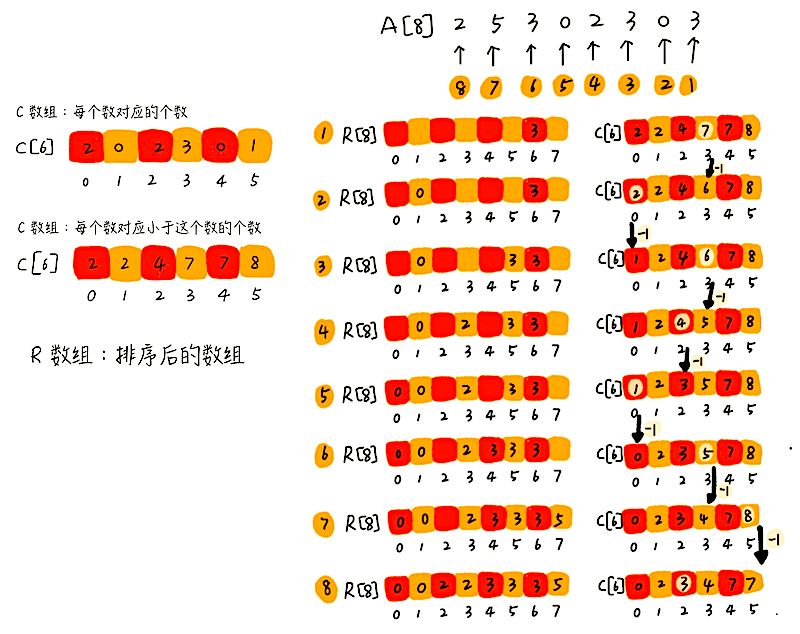 A[8] 2 5 3 0 2 3 0 3
8 7 6 5 4 3 2 1
C 数组：每个数对应的个数
C[6] 2 0 2 3 0 1
0 1 2 3 4 5
C 数组：每个数对应小于这个数的个数
C[6] 2 2 4 7 7 8
0 1 2 3 4 5
R 数组：排序后的数组
1 R[8] 3 C[6] 2 2 4 7 7 8
0 1 2 3 4 5 6 7 0 1 2 3 4 5
-1
2 R[8] 0 3 C[6] 2 2 4 6 7 8
0 1 2 3 4 5 6 7 0 1 2 3 4 5
-1
3 R[8] 0 3 3 C[6] 1 2 4 6 7 8
0 1 2 3 4 5 6 7 0 1 2 3 4 5
-1
4 R[8] 0 2 3 3 C[6] 1 2 4 5 7 8
0 1 2 3 4 5 6 7 0 1 2 3 4 5
-1
5 R[8] 0 0 2 3 3 C[6] 1 2 3 5 7 8
0 1 2 3 4 5 6 7 0 1 2 3 4 5
-1
6 R[8] 0 0 2 3 3 3 C[6] 0 2 3 5 7 8
0 1 2 3 4 5 6 7 0 1 2 3 4 5
-1
7 R[8] 0 0 2 3 3 3 5 C[6] 0 2 3 4 7 8
0 1 2 3 4 5 6 7 0 1 2 3 4 5
-1
8 R[8] 0 0 2 2 3 3 3 5 C[6] 0 2 3 4 7 7
0 1 2 3 4 5 6 7 0 1 2 3 4 5